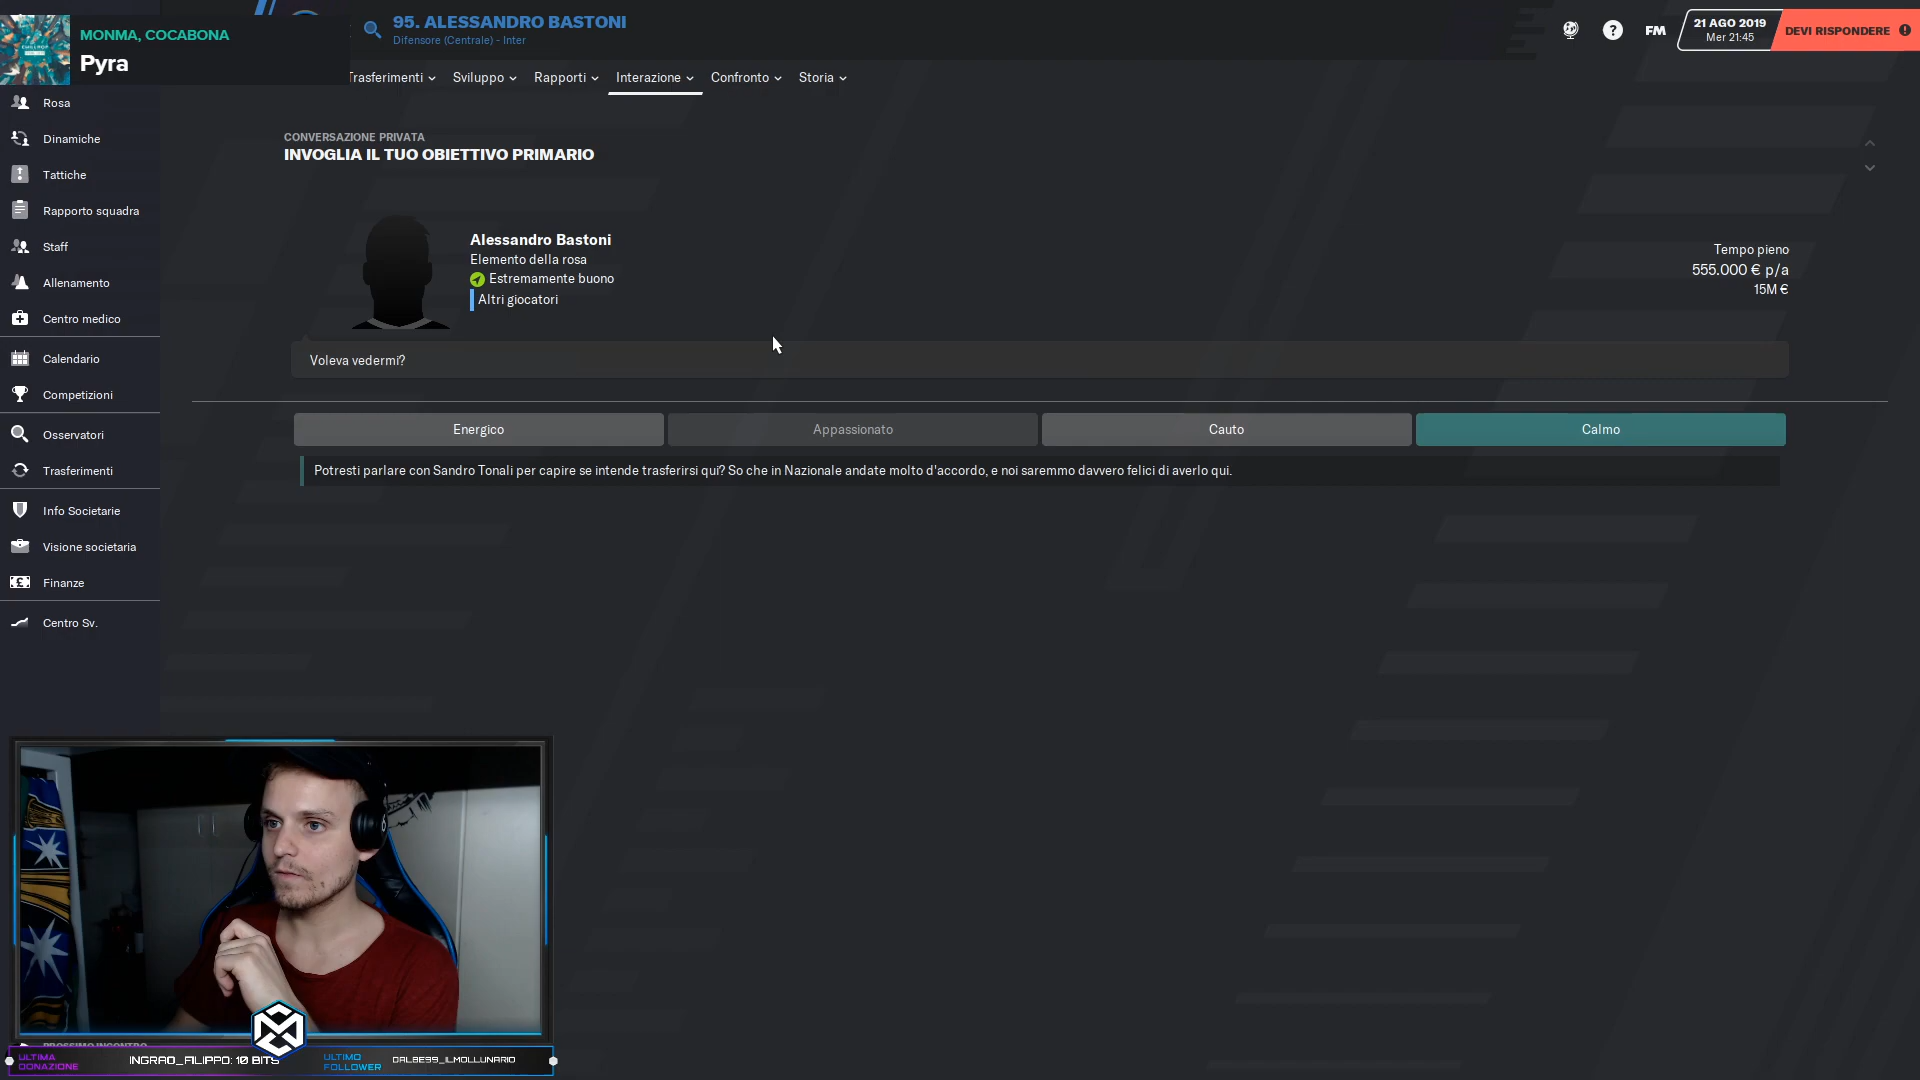 MONMA, COCABONA
Pyra
95. ALESSANDRO BASTONI
Difensore (Centrale) - Inter
FM
21 AGO 2019
Mer 21:45
DEVI RISPONDERE
Trasferimenti
Sviluppo
Rapporti
Interazione
Confronto
Storia
Rosa
Dinamiche
Tattiche
Rapporto squadra
Staff
Allenamento
Centro medico
Calendario
Competizioni
Osservatori
Trasferimenti
Info Societarie
Visione societaria
Finanze
Centro Sv.
CONVERSAZIONE PRIVATA
INVOGLIA IL TUO OBIETTIVO PRIMARIO
Alessandro Bastoni
Elemento della rosa
Estremamente buono
Altri giocatori
Tempo pieno
555.000 € p/a
15M €
Voleva vedermi?
Energico
Appassionato
Cauto
Calmo
Potresti parlare con Sandro Tonali per capire se intende trasferirsi qui? So che in Nazionale andate molto d'accordo, e noi saremmo davvero felici di averlo qui.
ULTIMA DONAZIONE
INGRAO_FILIPPO: 10 BITS
ULTIMO FOLLOWER
DALBE99_ILMOLLUNARIO